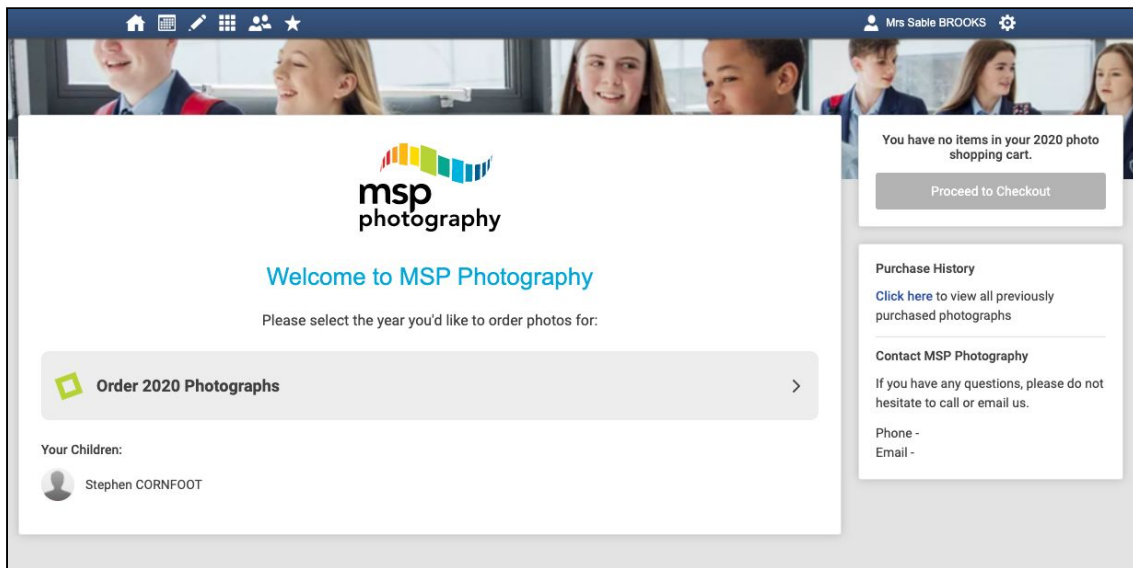 Mrs Sable BROOKS
msp
photography
Welcome to MSP Photography
Please select the year you'd like to order photos for:
Order 2020 Photographs
Your Children:
Stephen CORNFOOT
You have no items in your 2020 photo
shopping cart.
Proceed to Checkout
Purchase History
Click here to view all previously
purchased photographs
Contact MSP Photography
If you have any questions, please do not
hesitate to call or email us.
Phone -
Email -